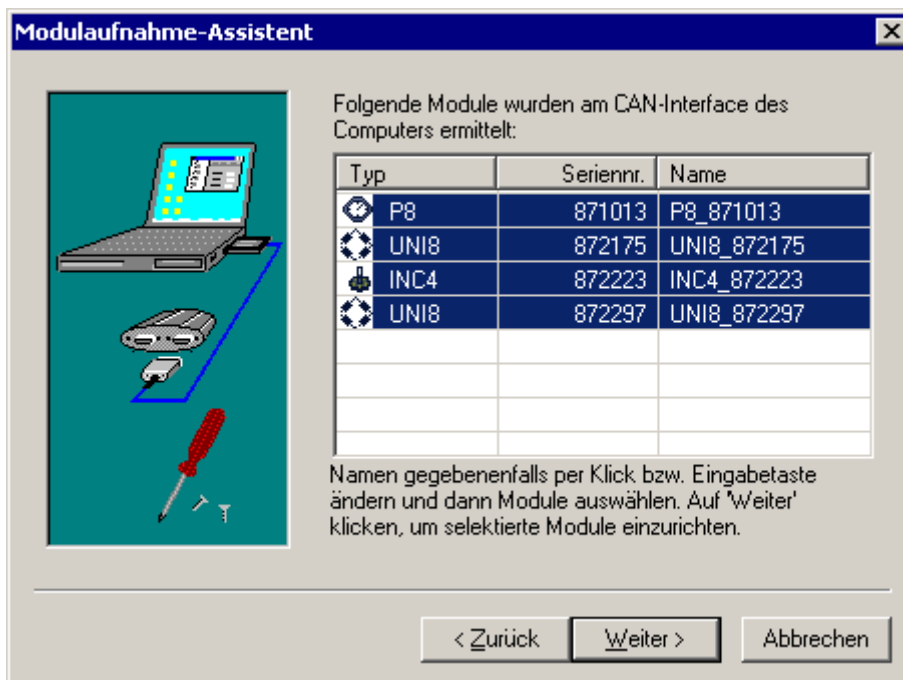 Modulaufnahme-Assistent
Folgende Module wurden am CAN-Interface des
Computers ermittelt:
Typ Seriennr. Name
P8 871013 P8_871013
UNI8 872175 UNI8_872175
INC4 872223 INC4_872223
UNI8 872297 UNI8_872297
Namen gegebenenfalls per Klick bzw. Eingabetaste
ändern und dann Module auswählen. Auf 'Weiter'
klicken, um selektierte Module einzurichten.
< Zurück Weiter > Abbrechen